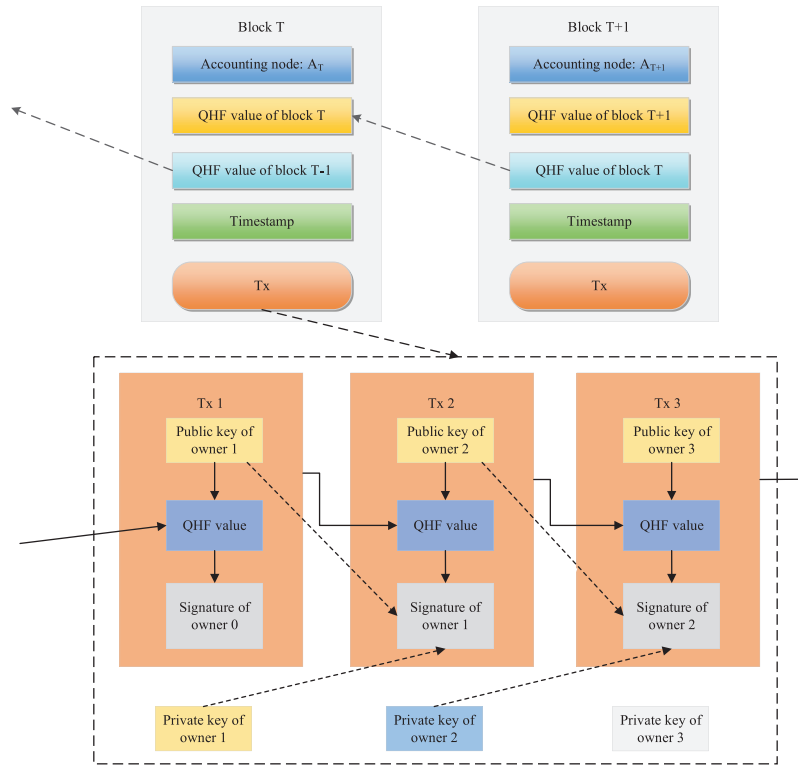 Block T
Accounting node: A_T
QHF value of block T
QHF value of block T-1
Timestamp
Tx
Block T+1
Accounting node: A_T+1
QHF value of block T+1
QHF value of block T
Timestamp
Tx
Tx 1
Public key of
owner 1
QHF value
Signature of
owner 0
Tx 2
Public key of
owner 2
QHF value
Signature of
owner 1
Tx 3
Public key of
owner 3
QHF value
Signature of
owner 2
Private key of
owner 1
Private key of
owner 2
Private key of
owner 3